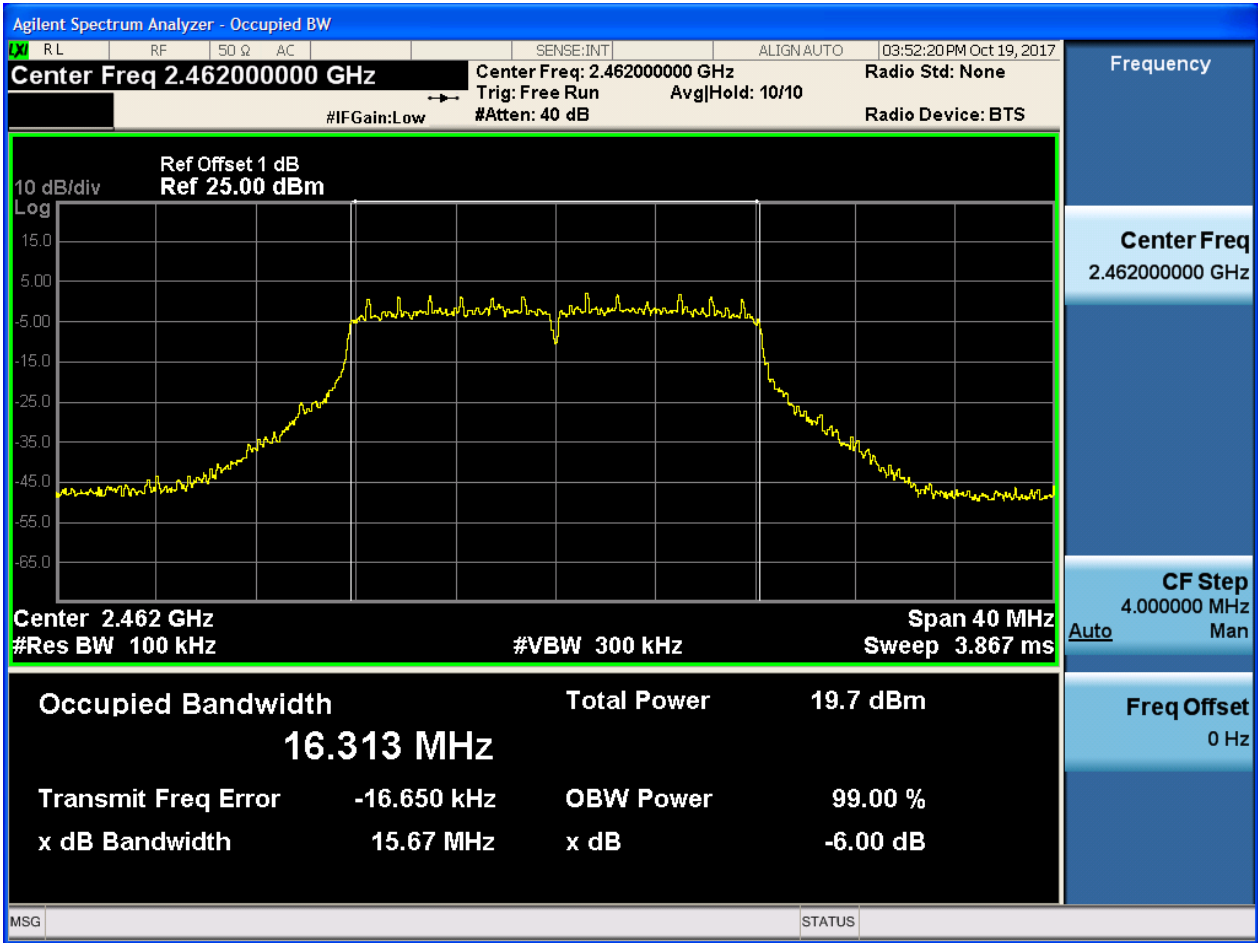 Agilent Spectrum Analyzer - Occupied BW
LXI RL RF 50 Ω AC SENSE:INT ALIGN AUTO 03:52:20 PM Oct 19, 2017
Center Freq 2.462000000 GHz
Center Freq: 2.462000000 GHz Radio Std: None
Trig: Free Run Avg|Hold: 10/10
#IFGain:Low #Atten: 40 dB Radio Device: BTS
Frequency
Ref Offset 1 dB
10 dB/div Ref 25.00 dBm
Log
15.0
5.00
-5.00
-15.0
-25.0
-35.0
-45.0
-55.0
-65.0
Center 2.462 GHz Span 40 MHz
#Res BW 100 kHz #VBW 300 kHz Sweep 3.867 ms
Center Freq
2.462000000 GHz
CF Step
4.000000 MHz
Auto Man
Freq Offset
0 Hz
Occupied Bandwidth Total Power 19.7 dBm
16.313 MHz
Transmit Freq Error -16.650 kHz OBW Power 99.00 %
x dB Bandwidth 15.67 MHz x dB -6.00 dB
MSG STATUS